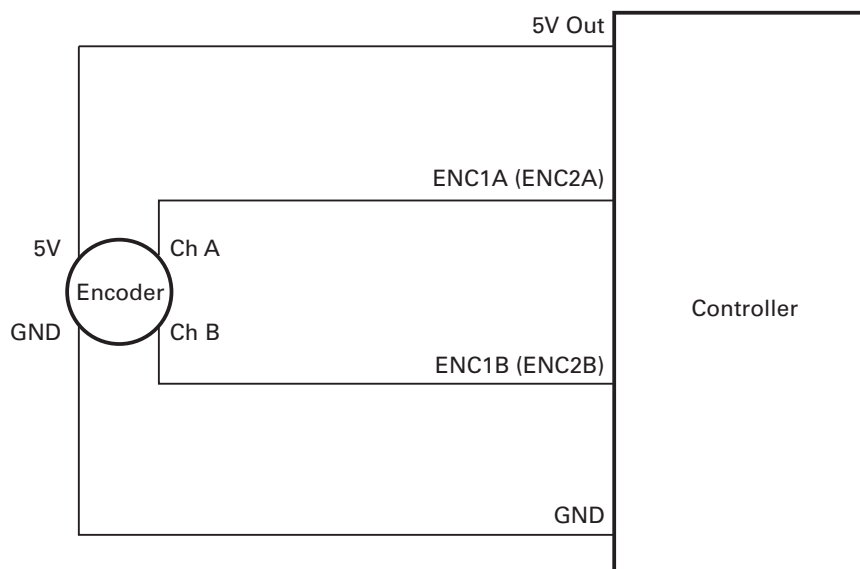 5V Out
ENC1A (ENC2A)
5V
Ch A
Encoder
Controller
GND
Ch B
ENC1B (ENC2B)
GND